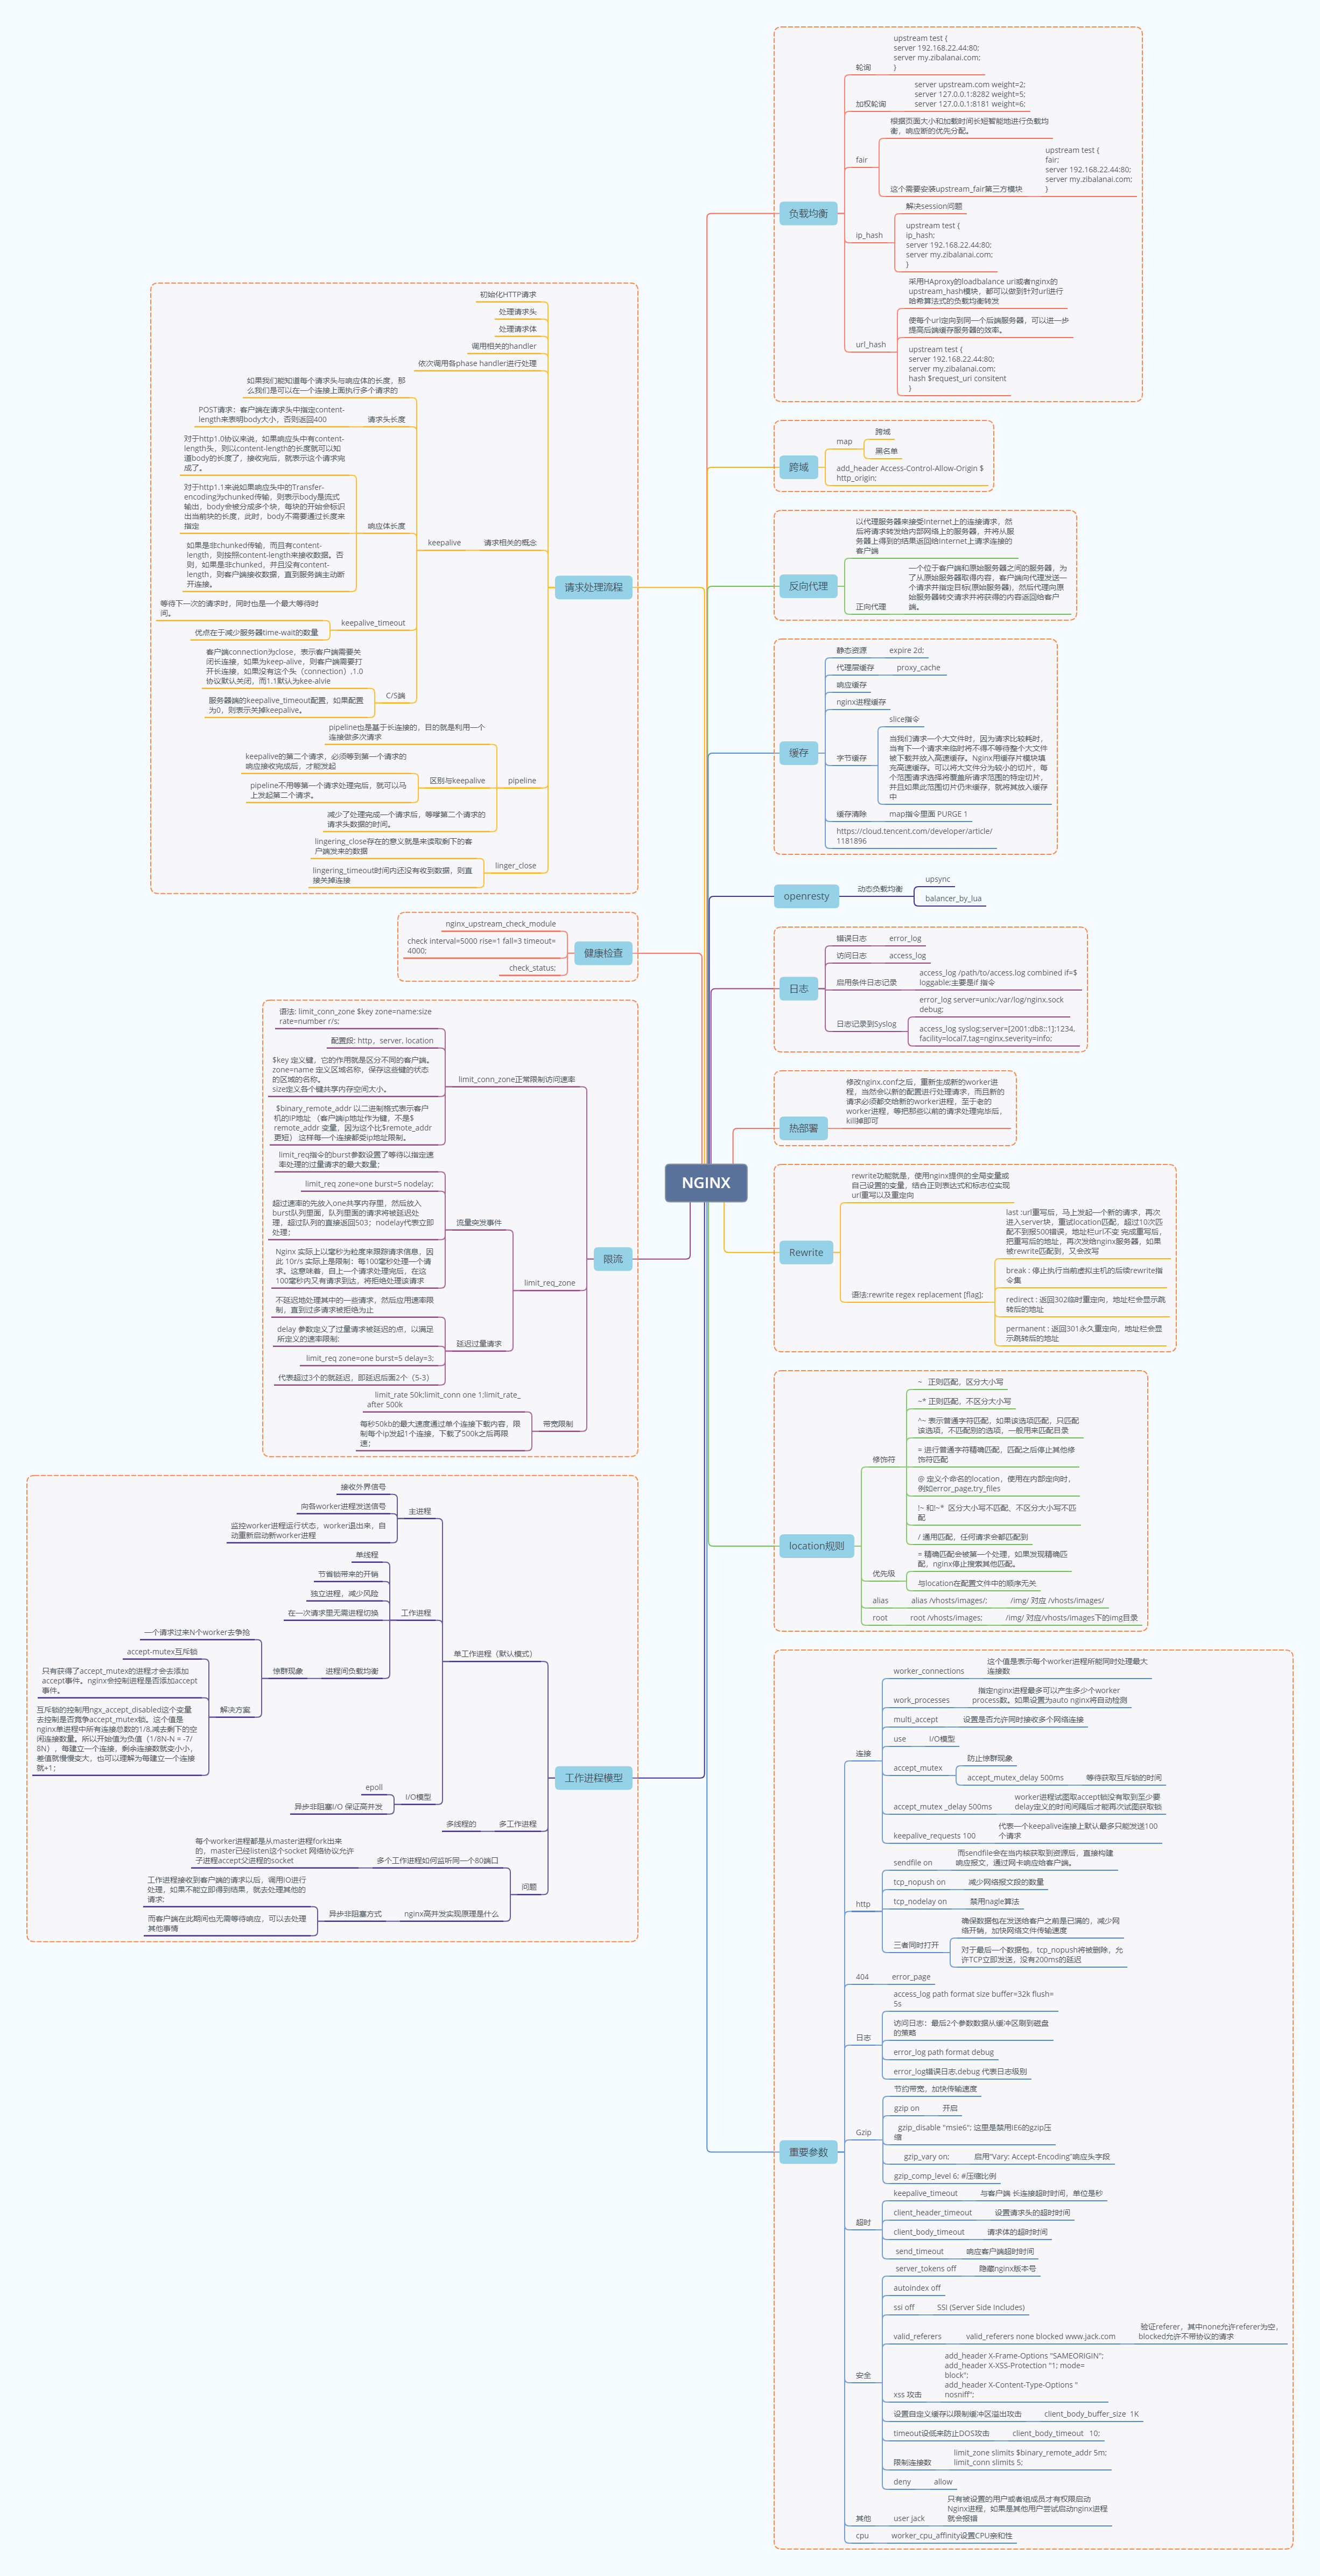 NGINX
负载均衡
轮询
upstream test {
server 192.168.22.44:80;
server my.zibalanai.com;
}
加权轮询
server upstream.com weight=2;
server 127.0.0.1:8282 weight=5;
server 127.0.0.1:8181 weight=6;
fair
根据页面大小和加载时间长短智能地进行负载均
衡，响应断的优先分配。
这个需要安装upstream_fair第三方模块
upstream test {
fair;
server 192.168.22.44:80;
server my.zibalanai.com;
}
ip_hash
解决session问题
upstream test {
ip_hash;
server 192.168.22.44:80;
server my.zibalanai.com;
}
url_hash
采用HAproxy的loadbalance uri或者nginx的
upstream_hash模块，都可以做到针对url进行
哈希算法式的负载均衡转发
使每个url定向到同一个后端服务器，可以进一步
提高后端缓存服务器的效率。
upstream test {
server 192.168.22.44:80;
server my.zibalanai.com;
hash $request_uri consitent
}
跨域
map
跨域
黑名单
add_header Access-Control-Allow-Origin $
http_origin;
反向代理
以代理服务器来接受Internet上的连接请求，然
后将请求转发给内部网络上的服务器，并将从服
务器上得到的结果返回给Internet上请求连接的
客户端
正向代理
一个位于客户端和原始服务器之间的服务器，为
了从原始服务器取得内容，客户端向代理发送一
个请求并指定目标(原始服务器)，然后代理向原
始服务器转交请求并将获得的内容返回给客户
端。
缓存
静态资源
expire 2d;
代理层缓存
proxy_cache
响应缓存
nginx进程缓存
字节缓存
slice指令
当我们请求一个大文件时，因为请求比较耗时，
当有下一个请求来临时将不得不等待整个大文件
被下载并放入高速缓存。Nginx用缓存片模块填
充高速缓存。可以将大文件分为较小的切片，每
个范围请求选择将覆盖所请求范围的特定切片，
并且如果此范围切片仍未缓存，就将其放入缓存
中
缓存清除
map指令里面 PURGE 1
https://cloud.tencent.com/developer/article/
1181896
openresty
动态负载均衡
upsync
balancer_by_lua
日志
错误日志
error_log
访问日志
access_log
启用条件日志记录
access_log /path/to/access.log combined if=$
loggable;主要是if 指令
日志记录到Syslog
error_log server=unix:/var/log/nginx.sock
debug;
access_log syslog:server=[2001:db8::1]:1234,
facility=local7,tag=nginx,severity=info;
热部署
修改nginx.conf之后，重新生成新的worker进
程，当然会以新的配置进行处理请求，而且新的
请求必须都交给新的worker进程，至于老的
worker进程，等把那些以前的请求处理完毕后，
kill掉即可
Rewrite
rewrite功能就是，使用nginx提供的全局变量或
自己设置的变量，结合正则表达式和标志位实现
url重写以及重定向
语法:rewrite regex replacement [flag];
last :url重写后，马上发起一个新的请求，再次
进入server块，重试location匹配，超过10次匹
配不到报500错误，地址栏url不变 完成重写后，
把重写后的地址，再次发给nginx服务器，如果
被rewrite匹配到，又会改写
break : 停止执行当前虚拟主机的后续rewrite指
令集
redirect : 返回302临时重定向，地址栏会显示跳
转后的地址
permanent : 返回301永久重定向，地址栏会显
示跳转后的地址
location规则
修饰符
~ 正则匹配，区分大小写
~* 正则匹配，不区分大小写
^~ 表示普通字符匹配，如果该选项匹配，只匹配
该选项，不匹配别的选项，一般用来匹配目录
= 进行普通字符精确匹配，匹配之后停止其他修
饰符匹配
@ 定义个命名的location，使用在内部定向时，
例如error_page,try_files
!~ 和!~* 区分大小写不匹配、不区分大小写不匹
配
/ 通用匹配，任何请求会都匹配到
优先级
= 精确匹配会被第一个处理，如果发现精确匹
配，nginx停止搜索其他匹配。
与location在配置文件中的顺序无关
alias
alias /vhosts/images/;
/img/ 对应 /vhosts/images/
root
root /vhosts/images;
/img/ 对应/vhosts/images下的img目录
重要参数
连接
worker_connections
这个值是表示每个worker进程所能同时处理最大
连接数
work_processes
指定nginx进程最多可以产生多少个worker
process数。如果设置为auto nginx将自动检测
multi_accept
设置是否允许同时接收多个网络连接
use
I/O模型
accept_mutex
防止惊群现象
accept_mutex_delay 500ms
等待获取互斥锁的时间
accept_mutex _delay 500ms
worker进程试图取accept锁没有取到至少要
delay定义的时间间隔后才能再次试图获取锁
keepalive_requests 100
代表一个keepalive连接上默认最多只能发送100
个请求
http
sendfile on
而sendfile会在当内核获取到资源后，直接构建
响应报文，通过网卡响应给客户端。
tcp_nopush on
减少网络报文段的数量
tcp_nodelay on
禁用nagle算法
三者同时打开
确保数据包在发送给客户之前是已满的，减少网
络开销，加快网络文件传输速度
对于最后一个数据包，tcp_nopush将被删除，允
许TCP立即发送，没有200ms的延迟
404
error_page
日志
access_log path format size buffer=32k flush=
5s
访问日志：最后2个参数数据从缓冲区刷到磁盘
的策略
error_log path format debug
error_log错误日志,debug 代表日志级别
Gzip
节约带宽，加快传输速度
gzip on
开启
gzip_disable "msie6"; 这里是禁用IE6的gzip压
缩
gzip_vary on;
启用"Vary: Accept-Encoding"响应头字段
gzip_comp_level 6; #压缩比例
超时
keepalive_timeout
与客户端 长连接超时时间，单位是秒
client_header_timeout
设置请求头的超时时间
client_body_timeout
请求体的超时时间
send_timeout
响应客户端超时时间
安全
server_tokens off
隐藏nginx版本号
autoindex off
ssi off
SSI (Server Side Includes)
valid_referers
valid_referers none blocked www.jack.com
验证referer，其中none允许referer为空，
blocked允许不带协议的请求
xss 攻击
add_header X-Frame-Options "SAMEORIGIN";
add_header X-XSS-Protection "1; mode=
block";
add_header X-Content-Type-Options "
nosniff";
设置自定义缓存以限制缓冲区溢出攻击
client_body_buffer_size 1K
timeout设低来防止DOS攻击
client_body_timeout 10;
限制连接数
limit_zone slimits $binary_remote_addr 5m;
limit_conn slimits 5;
deny
allow
其他
user jack
只有被设置的用户或者组成员才有权限启动
Nginx进程，如果是其他用户尝试启动nginx进程
就会报错
cpu
worker_cpu_affinity设置CPU亲和性
请求处理流程
初始化HTTP请求
处理请求头
处理请求体
调用相关的handler
依次调用各phase handler进行处理
请求相关的概念
keepalive
如果我们能知道每个请求头与响应体的长度，那
么我们是可以在一个连接上面执行多个请求的
请求头长度
POST请求：客户端在请求头中指定content-
length来表明body大小，否则返回400
响应体长度
对于http1.0协议来说，如果响应头中有content-
length头，则以content-length的长度就可以知
道body的长度了，接收完后，就表示这个请求完
成了。
对于http1.1来说如果响应头中的Transfer-
encoding为chunked传输，则表示body是流式
输出，body会被分成多个块，每块的开始会标识
出当前块的长度，此时，body不需要通过长度来
指定
如果是非chunked传输，而且有content-
length，则按照content-length来接收数据。否
则，如果是非chunked，并且没有content-
length，则客户端接收数据，直到服务端主动断
开连接。
keepalive_timeout
等待下一次的请求时，同时也是一个最大等待时
间。
优点在于减少服务器time-wait的数量
C/S端
客户端connection为close，表示客户端需要关
闭长连接，如果为keep-alive，则客户端需要打
开长连接，如果没有这个头（connection）,1.0
协议默认关闭，而1.1默认为kee-alvie
服务器端的keepalive_timeout配置，如果配置
为0，则表示关掉keepalive。
pipeline
pipeline也是基于长连接的，目的就是利用一个
连接做多次请求
区别与keepalive
keepalive的第二个请求，必须等到第一个请求的
响应接收完成后，才能发起
pipeline不用等第一个请求处理完后，就可以马
上发起第二个请求。
减少了处理完成一个请求后，等嗲第二个请求的
请求头数据的时间。
linger_close
lingering_close存在的意义就是来读取剩下的客
户端发来的数据
lingering_timeout时间内还没有收到数据，则直
接关掉连接
健康检查
nginx_upstream_check_module
check interval=5000 rise=1 fall=3 timeout=
4000;
check_status;
限流
limit_conn_zone正常限制访问速率
语法: limit_conn_zone $key zone=name:size
rate=number r/s;
配置段: http，server, location
$key 定义键，它的作用就是区分不同的客户端。
zone=name 定义区域名称，保存这些键的状态
的区域的名称。
size定义各个键共享内存空间大小。
$binary_remote_addr 以二进制格式表示客户
机的IP地址 （客户端ip地址作为键，不是$
remote_addr 变量，因为这个比$remote_addr
更短） 这样每一个连接都受ip地址限制。
limit_req_zone
流量突发事件
limit_req指令的burst参数设置了等待以指定速
率处理的过量请求的最大数量；
limit_req zone=one burst=5 nodelay;
超过速率的先放入one共享内存里，然后放入
burst队列里面，队列里面的请求将被延迟处
理，超过队列的直接返回503；nodelay代表立即
处理；
Nginx 实际上以毫秒为粒度来跟踪请求信息，因
此 10r/s 实际上是限制：每100毫秒处理一个请
求。这意味着，自上一个请求处理完后，在这
100毫秒内又有请求到达，将拒绝处理该请求
延迟过量请求
不延迟地处理其中的一些请求，然后应用速率限
制，直到过多请求被拒绝为止
delay 参数定义了过量请求被延迟的点，以满足
所定义的速率限制:
limit_req zone=one burst=5 delay=3;
代表超过3个的就延迟，即延迟后面2个（5-3）
带宽限制
limit_rate 50k;limit_conn one 1;limit_rate_
after 500k
每秒50kb的最大速度通过单个连接下载内容，限
制每个ip发起1个连接，下载了500k之后再限
速；
工作进程模型
单工作进程（默认模式）
主进程
接收外界信号
向各worker进程发送信号
监控worker进程运行状态，worker退出来，自
动重新启动新worker进程
工作进程
单线程
节省锁带来的开销
独立进程，减少风险
在一次请求里无需进程切换
进程间负载均衡
惊群现象
一个请求过来N个worker去争抢
解决方案
accept-mutex互斥锁
只有获得了accept_mutex的进程才会去添加
accept事件。nginx会控制进程是否添加accept
事件。
互斥锁的控制用ngx_accept_disabled这个变量
去控制是否竞争accept_mutex锁。这个值是
nginx单进程中所有连接总数的1/8,减去剩下的空
闲连接数量。所以开始值为负值（1/8N-N = -7/
8N），每建立一个连接，剩余连接数就变小小，
差值就慢慢变大，也可以理解为每建立一个连接
就+1；
I/O模型
epoll
异步非阻塞I/O 保证高并发
多工作进程
多线程的
问题
多个工作进程如何监听同一个80端口
每个worker进程都是从master进程fork出来
的，master已经listen这个socket 网络协议允许
子进程accept父进程的socket
nginx高并发实现原理是什么
异步非阻塞方式
工作进程接收到客户端的请求以后，调用IO进行
处理，如果不能立即得到结果，就去处理其他的
请求;
而客户端在此期间也无需等待响应，可以去处理
其他事情